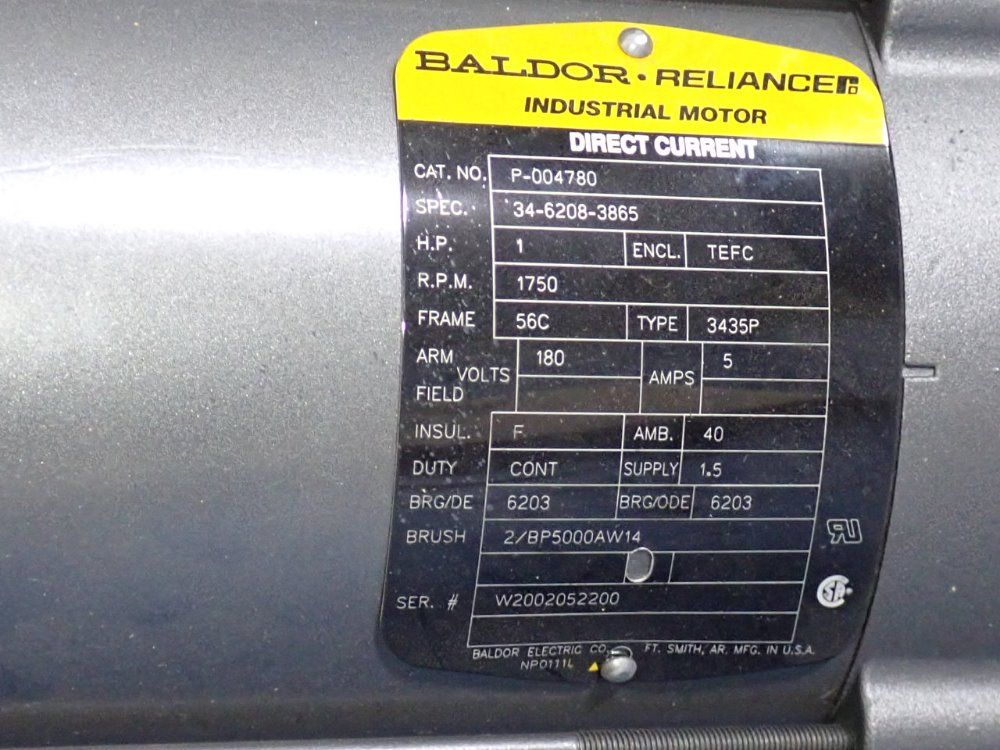 BALDOR · RELIANCER
INDUSTRIAL MOTOR
DIRECT CURRENT
CAT. NO. P-004780
SPEC. 34-6208-3865
H.P. 1 ENCL. TEFC
R.P.M. 1750
FRAME 56C TYPE 3435P
ARM VOLTS 180 AMPS 5
FIELD
INSUL. F AMB. 40
DUTY CONT SUPPLY 1.5
BRG/DE 6203 BRG/ODE 6203
BRUSH 2/BP5000AW14
SER. # W2002052200
BALDOR ELECTRIC CO. FT. SMITH, AR. MFG. IN U.S.A.
NP0111L